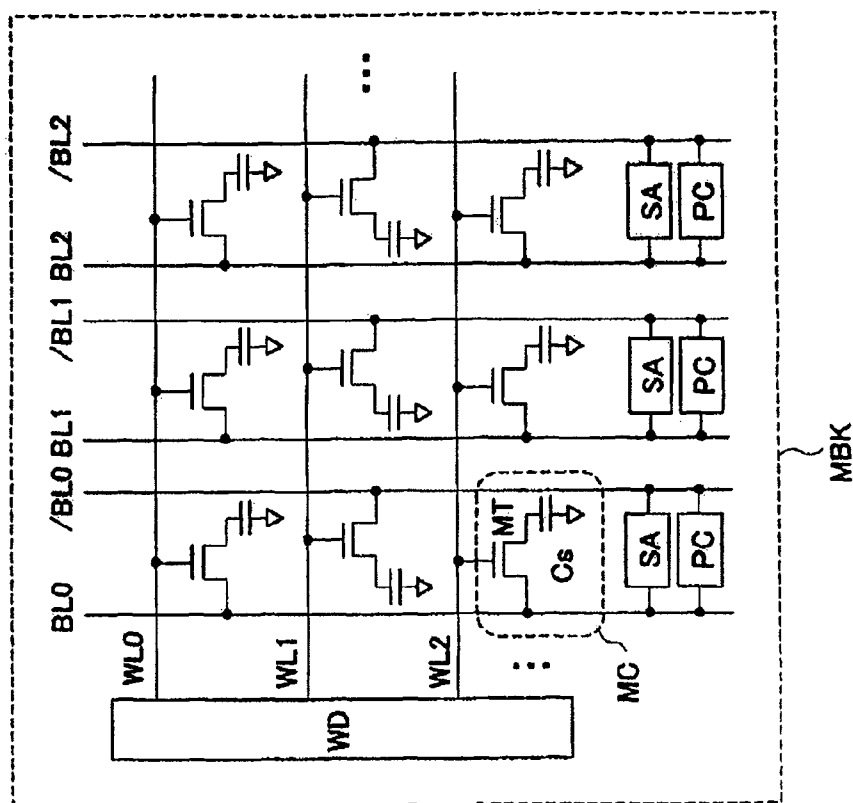 BL0 /BL0 BL1 /BL1 BL2 /BL2
WL0
WL1
...
WL2
WD
MT
Cs
...
MC
SA SA SA
PC PC PC
MBK